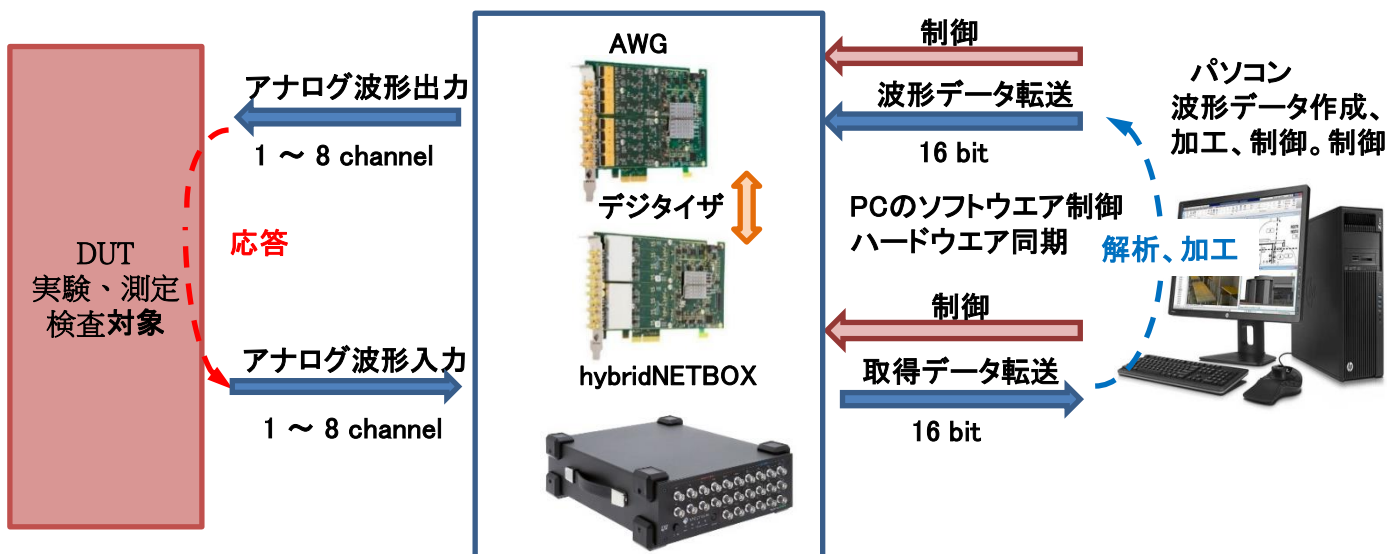 DUT
実験、測定
検査対象
アナログ波形出力
1 ～ 8 channel
応答
アナログ波形入力
1 ～ 8 channel
AWG
デジタイザ
hybridNETBOX
制御
波形データ転送
16 bit
PCのソフトウエア制御
ハードウエア同期
制御
取得データ転送
16 bit
パソコン
波形データ作成、
加工、制御。制御
解析、加工